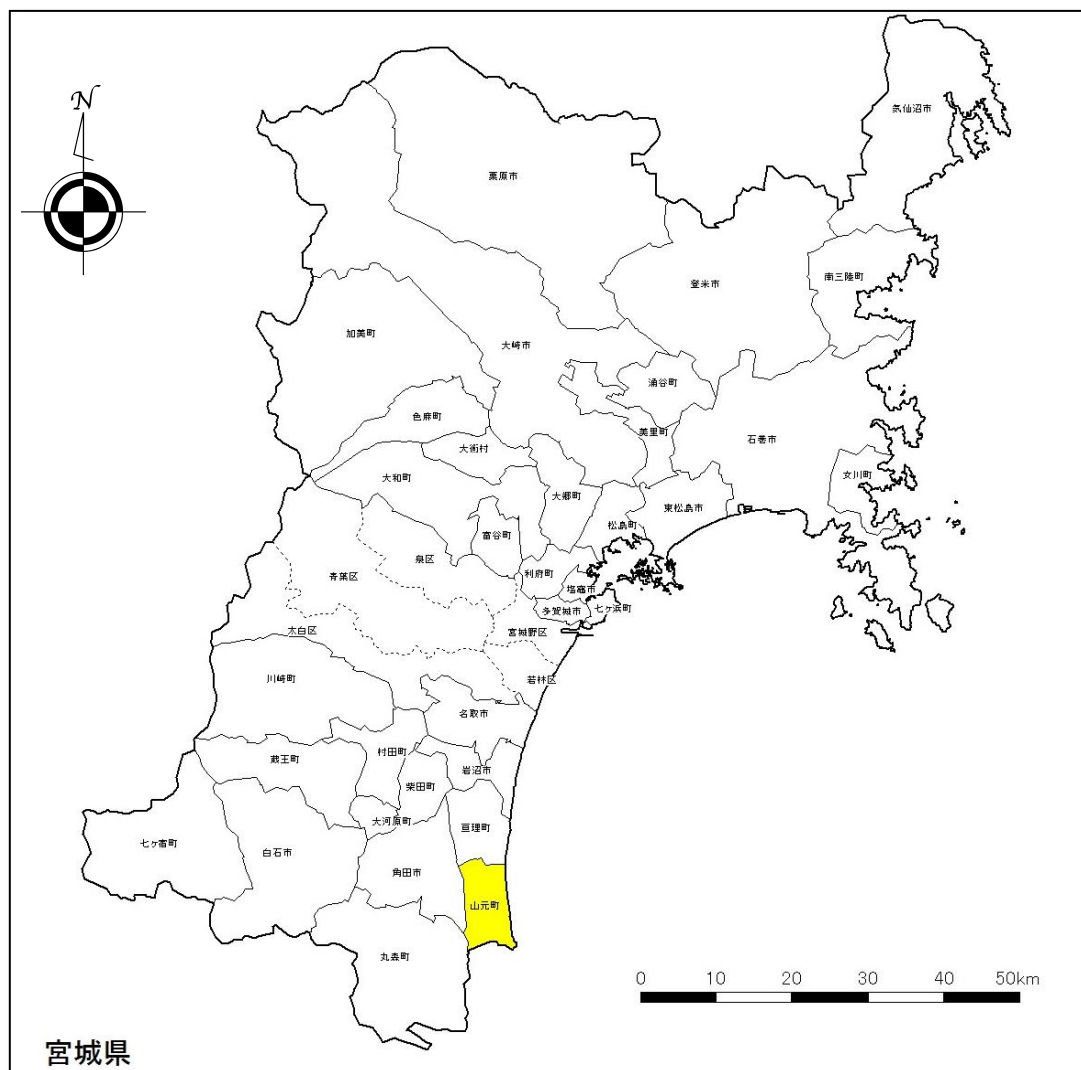 N
気仙沼市
栗原市
登米市
南三陸町
加美町
大崎市
涌谷町
色麻町
美里町
石巻市
大衡村
女川町
大和町
大郷町
東松島市
松島町
富谷町
泉区
利府町
青葉区
塩竈市
多賀城市
七ヶ浜町
太白区
宮城野区
川崎町
若林区
名取市
村田町
蔵王町
岩沼市
柴田町
大河原町
亘理町
七ヶ宿町
白石市
角田市
山元町
丸森町
0 10 20 30 40 50km
宮城県